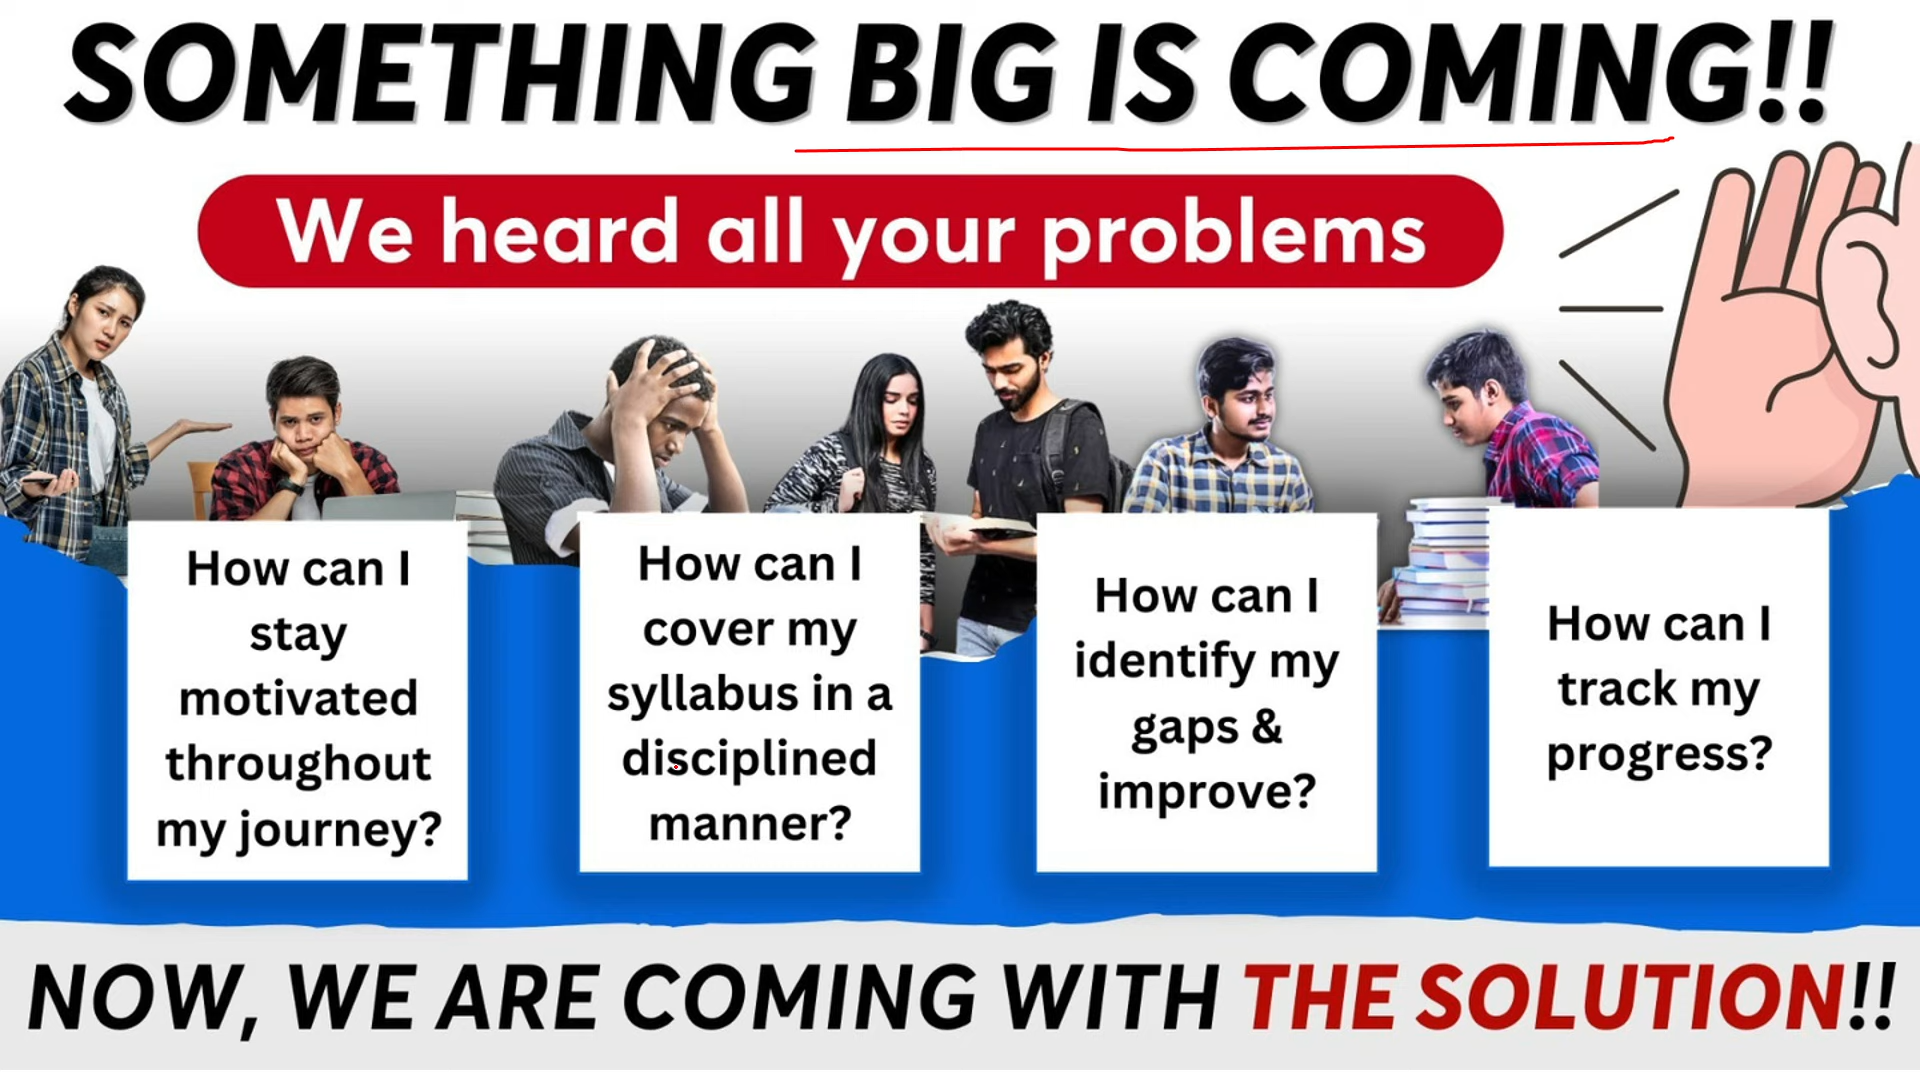 SOMETHING BIG IS COMING!!
We heard all your problems
How can I
stay
motivated
throughout
my journey?
How can I
cover my
syllabus in a
disciplined
manner?
How can I
identify my
gaps &
improve?
How can I
track my
progress?
NOW, WE ARE COMING WITH THE SOLUTION!!